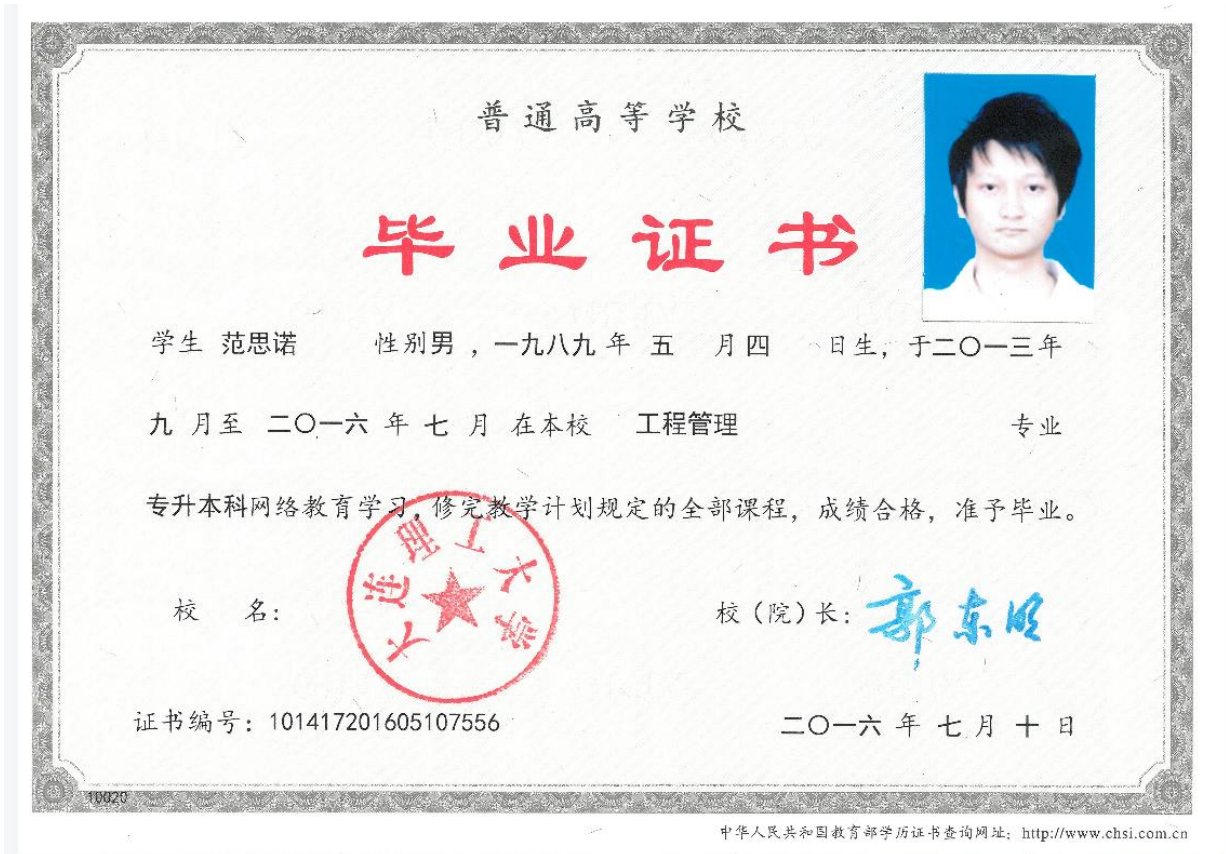 普通高等学校
毕业证书
学生 范思诺 性别男 ，一九八九 年 五 月 四 日生，于二〇一三年
九 月至 二〇一六 年 七 月 在本校 工程管理 专业
专升本科网络教育学习，修完教学计划规定的全部课程，成绩合格，准予毕业。
大连理工大学
校 名：
校（院）长：郭东明
证书编号：101417201605107556
二〇一六 年 七 月 十 日
10020
中华人民共和国教育部学历证书查询网址：http://www.chsi.com.cn